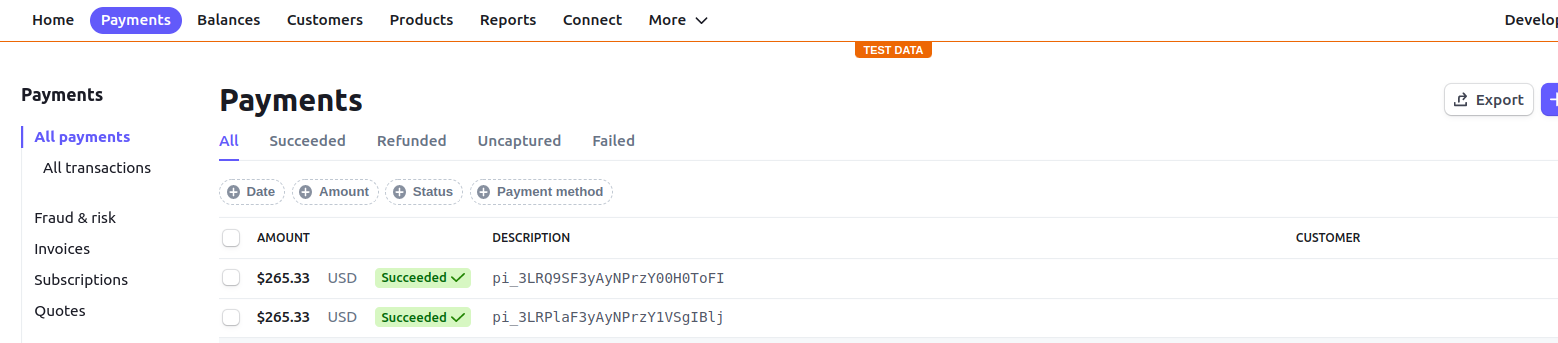 Home Payments Balances Customers Products Reports Connect More Develop
TEST DATA
Payments
All payments
All transactions
Fraud & risk
Invoices
Subscriptions
Quotes
Payments
Export
All Succeeded Refunded Uncaptured Failed
Date Amount Status Payment method
AMOUNT DESCRIPTION CUSTOMER
$265.33 USD Succeeded pi_3LRQ9SF3yAyNPrzY00H0ToFI
$265.33 USD Succeeded pi_3LRPlaF3yAyNPrzY1VSgIBlj